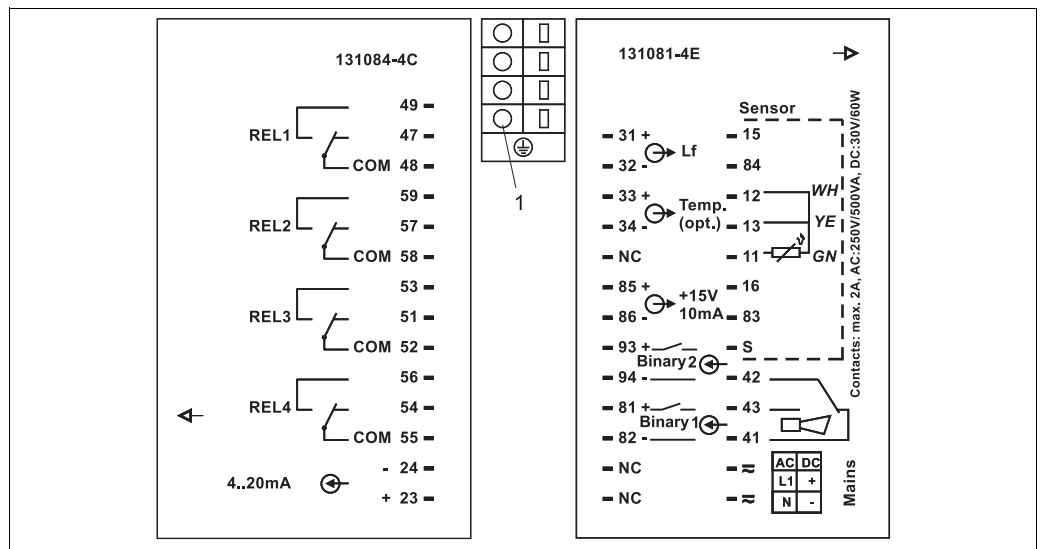 131084-4C
49
REL1 47
COM 48
59
REL2 57
COM 58
53
REL3 51
COM 52
56
REL4 54
COM 55
4..20mA - 24
+ 23
1
131081-4E
Sensor
31 + 15
Lf
32 - 84
33 + 12 WH
Temp.
(opt.)
34 - 13 YE
NC 11 GN
85 + 16
+15V
10mA
86 - 83
93 + S
Binary 2
94 - 42
81 + 43
Binary 1
82 - 41
NC
NC
AC DC
L1 +
N -
Mains
Contacts: max. 2A, AC:250V/500VA, DC:30V/60W